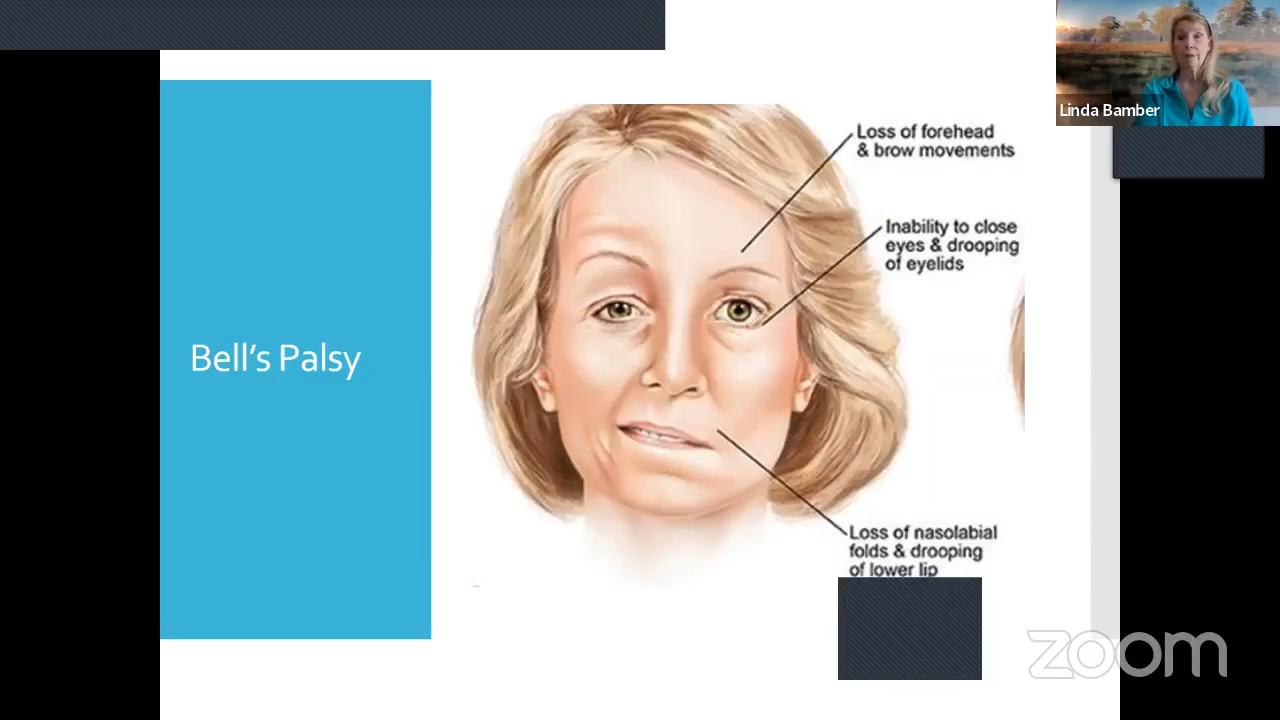 Linda Bamber
Loss of forehead
& brow movements
Inability to close
eyes & drooping
of eyelids
Bell's Palsy
Loss of nasolabial
folds & drooping
of lower lip
zoom